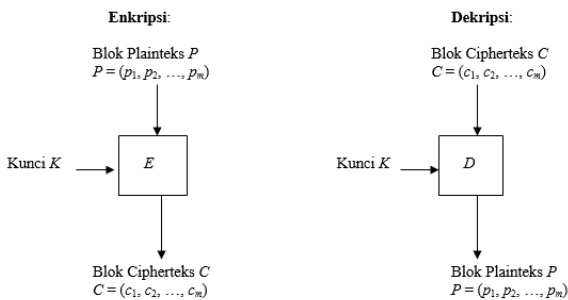 Enkripsi:
Blok Plainteks P
P = (p1, p2, …, pm)
Kunci K
E
Blok Cipherteks C
C = (c1, c2, …, cm)
Dekripsi:
Blok Cipherteks C
C = (c1, c2, …, cm)
Kunci K
D
Blok Plainteks P
P = (p1, p2, …, pm)